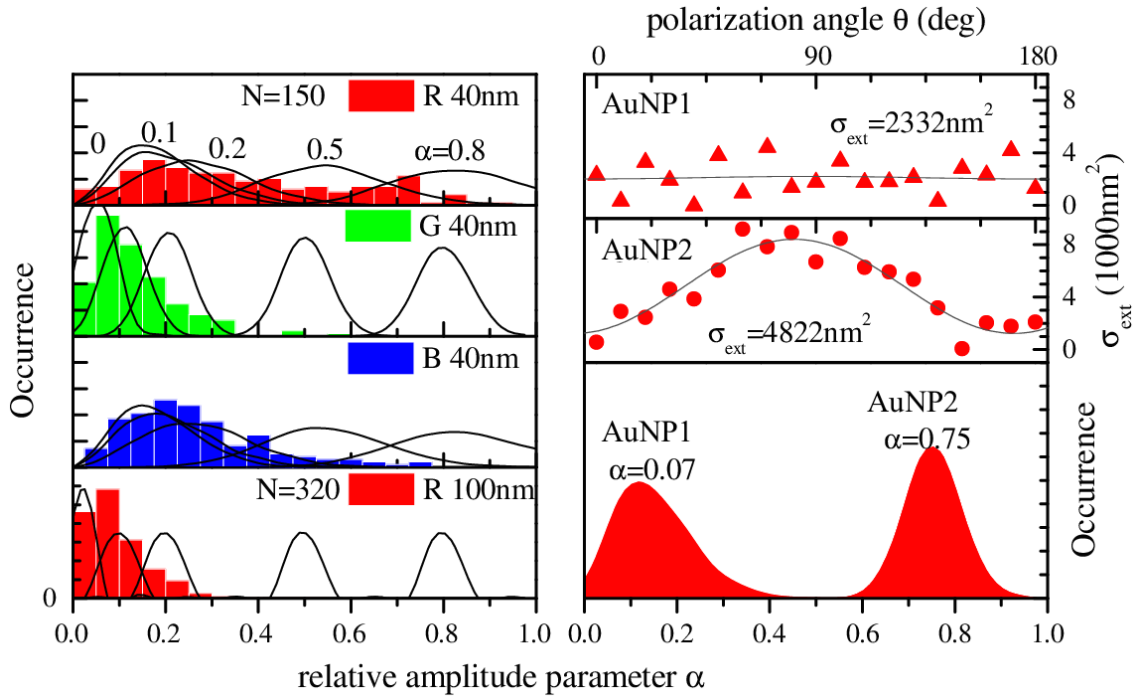 polarization angle θ (deg)
0 90 180
N=150 R 40nm
0 0.1 0.2 0.5 α=0.8
G 40nm
B 40nm
N=320 R 100nm
Occurrence
0
0.0 0.2 0.4 0.6 0.8 1.0
relative amplitude parameter α
AuNP1
σext=2332nm²
8
4
0
AuNP2
σext=4822nm²
8
4
0
σext (1000nm²)
AuNP1
α=0.07
AuNP2
α=0.75
Occurrence
0.0 0.2 0.4 0.6 0.8 1.0